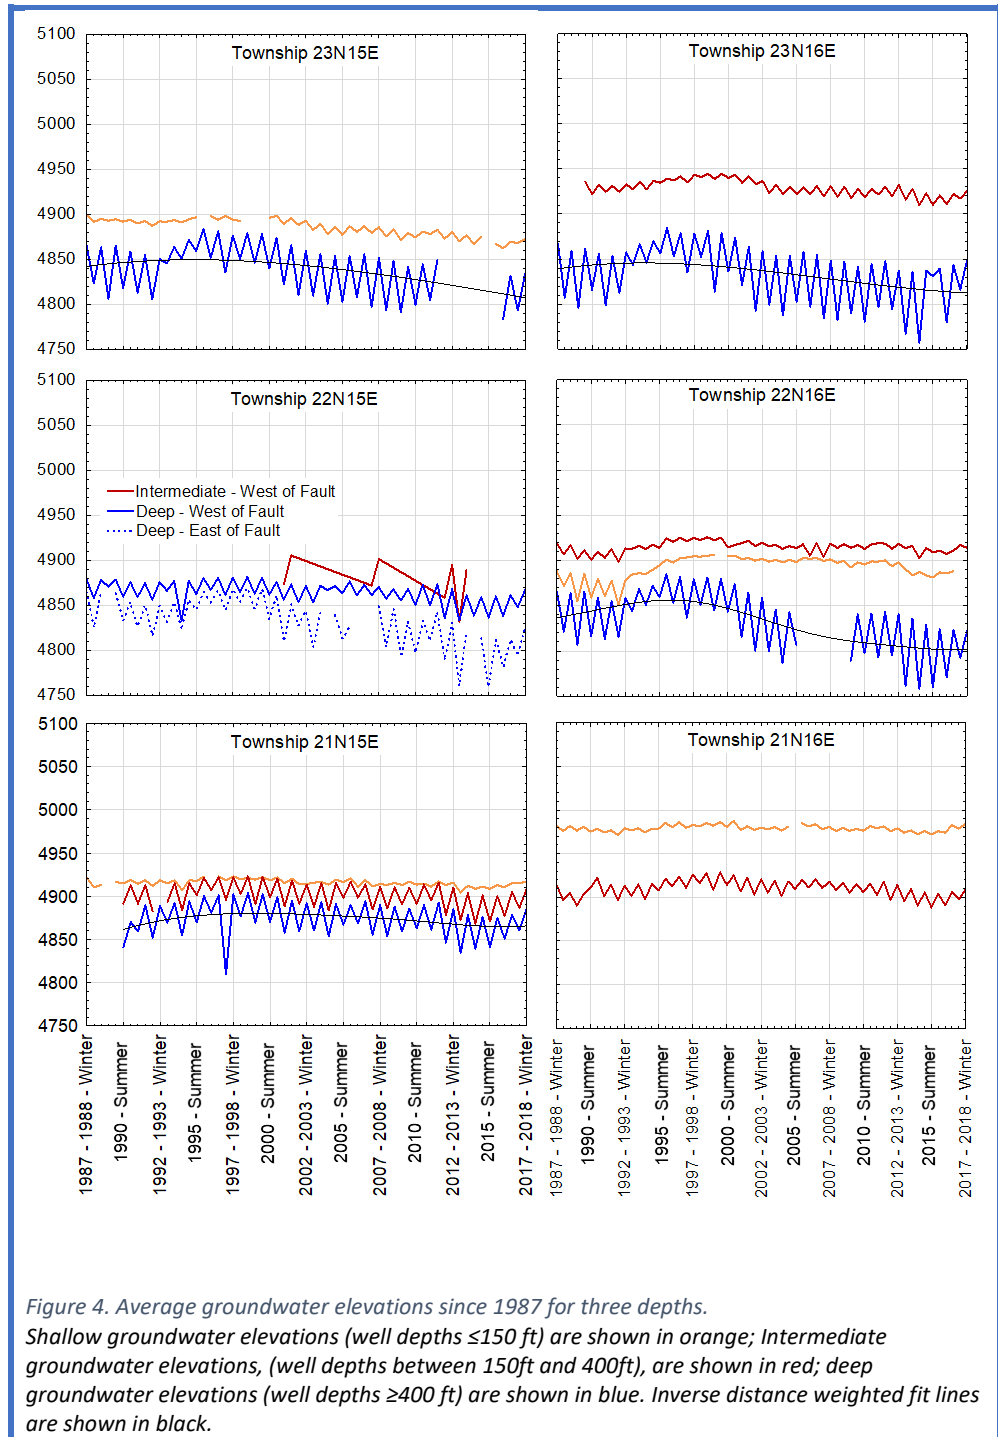 Township 23N15E
Township 23N16E
5100
5050
5000
4950
4900
4850
4800
4750
Township 22N15E
Township 22N16E
5100
5050
5000
4950
4900
4850
4800
4750
Intermediate - West of Fault
Deep - West of Fault
Deep - East of Fault
Township 21N15E
Township 21N16E
5100
5050
5000
4950
4900
4850
4800
4750
1987 - 1988 - Winter
1990 - Summer
1992 - 1993 - Winter
1995 - Summer
1997 - 1998 - Winter
2000 - Summer
2002 - 2003 - Winter
2005 - Summer
2007 - 2008 - Winter
2010 - Summer
2012 - 2013 - Winter
2015 - Summer
2017 - 2018 - Winter
1987 - 1988 - Winter
1990 - Summer
1992 - 1993 - Winter
1995 - Summer
1997 - 1998 - Winter
2000 - Summer
2002 - 2003 - Winter
2005 - Summer
2007 - 2008 - Winter
2010 - Summer
2012 - 2013 - Winter
2015 - Summer
2017 - 2018 - Winter
Figure 4. Average groundwater elevations since 1987 for three depths.
Shallow groundwater elevations (well depths ≤150 ft) are shown in orange; Intermediate
groundwater elevations, (well depths between 150ft and 400ft), are shown in red; deep
groundwater elevations (well depths ≥400 ft) are shown in blue. Inverse distance weighted fit lines
are shown in black.